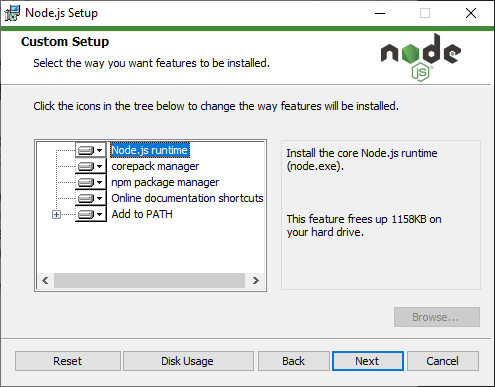 Node.js Setup
Custom Setup
Select the way you want features to be installed.
node
JS
Click the icons in the tree below to change the way features will be installed.
Node.js runtime
corepack manager
npm package manager
Online documentation shortcuts
Add to PATH
Install the core Node.js runtime
(node.exe).
This feature frees up 1158KB on
your hard drive.
Browse...
Reset
Disk Usage
Back
Next
Cancel